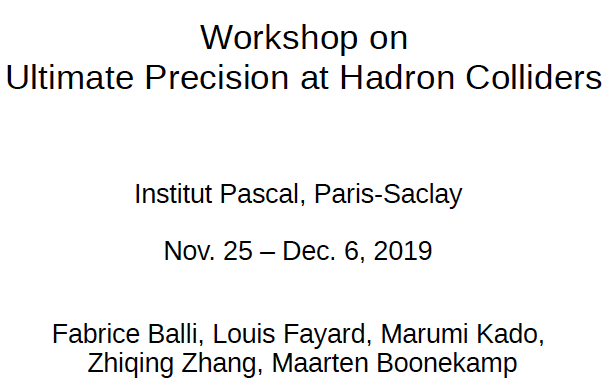 Workshop on
Ultimate Precision at Hadron Colliders
Institut Pascal, Paris-Saclay
Nov. 25 – Dec. 6, 2019
Fabrice Balli, Louis Fayard, Marumi Kado,
Zhiqing Zhang, Maarten Boonekamp